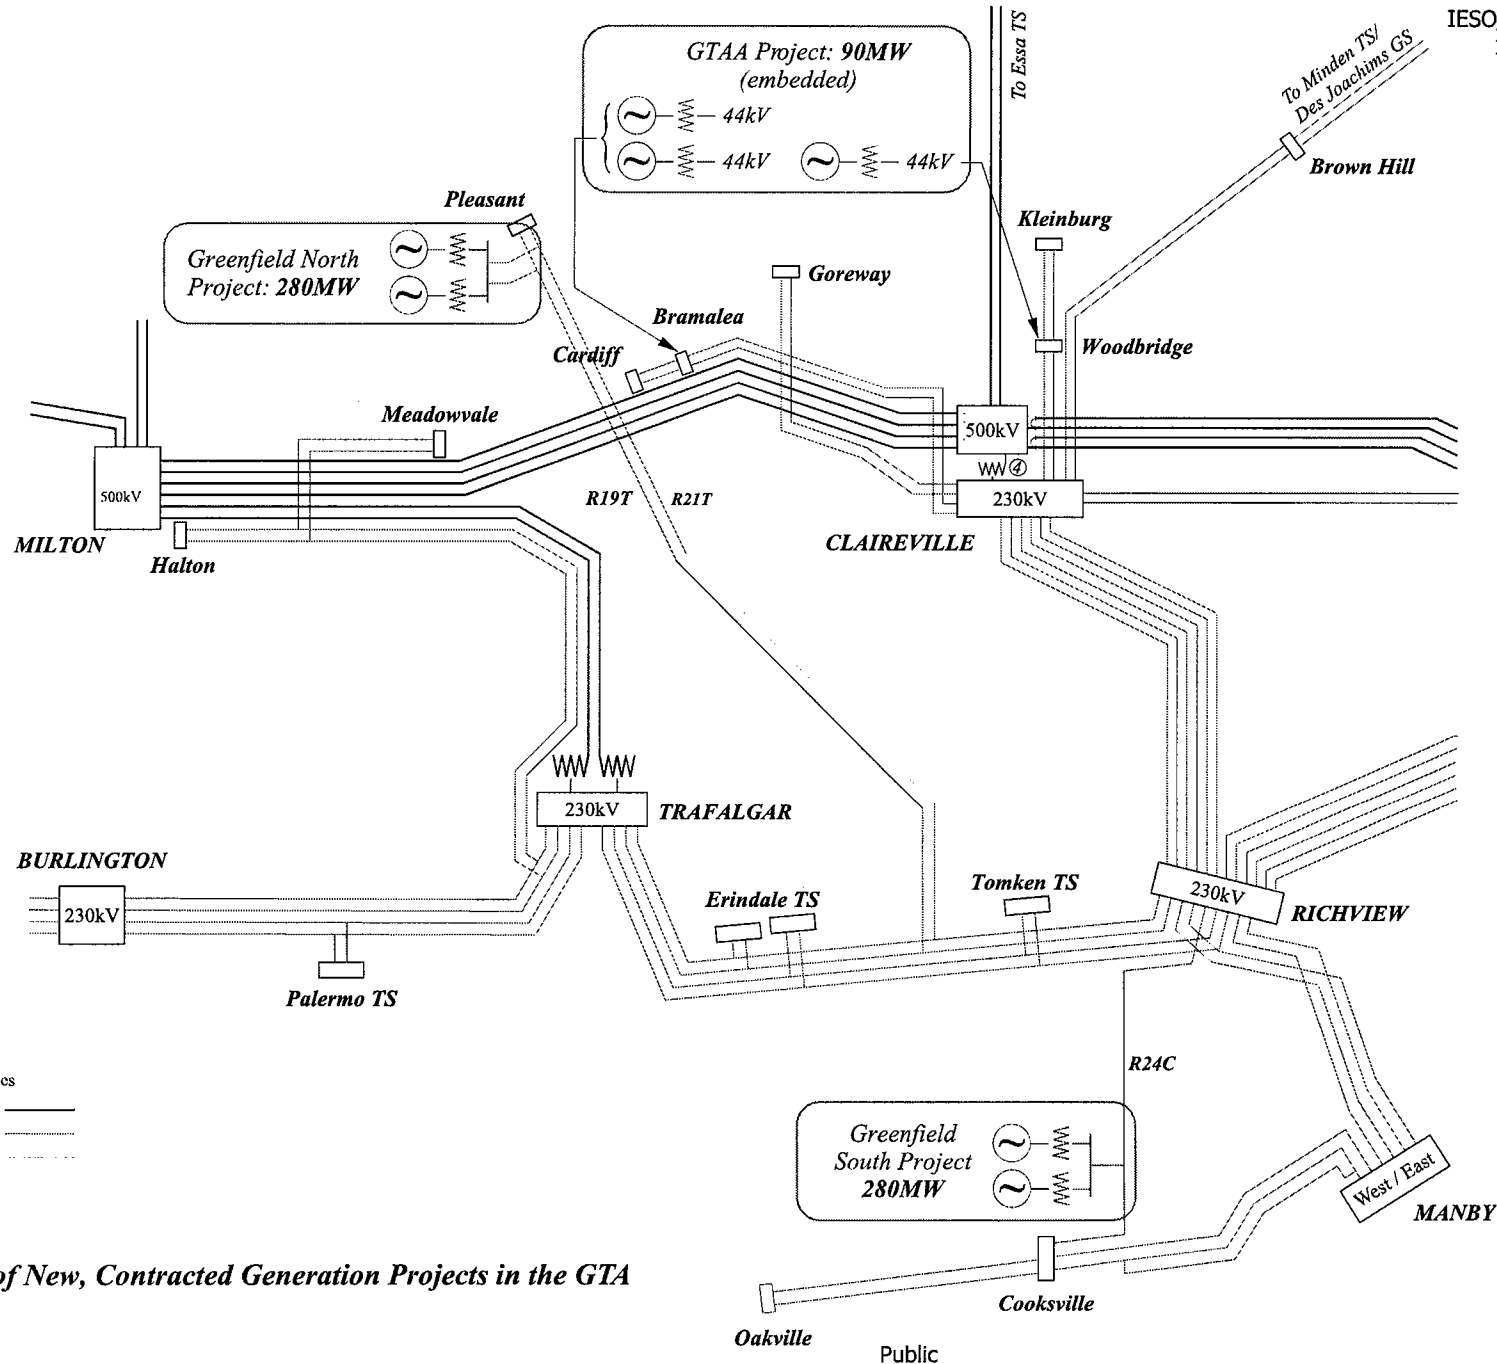 IESO
To Essa TS
GTAA Project: 90MW
(embedded)
44kV
44kV
44kV
To Minden TS/
Des Joachims GS
Brown Hill
Pleasant
Kleinburg
Greenfield North
Project: 280MW
Goreway
Bramalea
Cardiff
Woodbridge
Meadowvale
500kV
4
500kV
R19T
R21T
230kV
MILTON
CLAIREVILLE
Halton
230kV
TRAFALGAR
BURLINGTON
230kV
Erindale TS
Tomken TS
230kV
RICHVIEW
Palermo TS
R24C
Greenfield
South Project
280MW
West / East
MANBY
of New, Contracted Generation Projects in the GTA
Cooksville
Oakville
Public